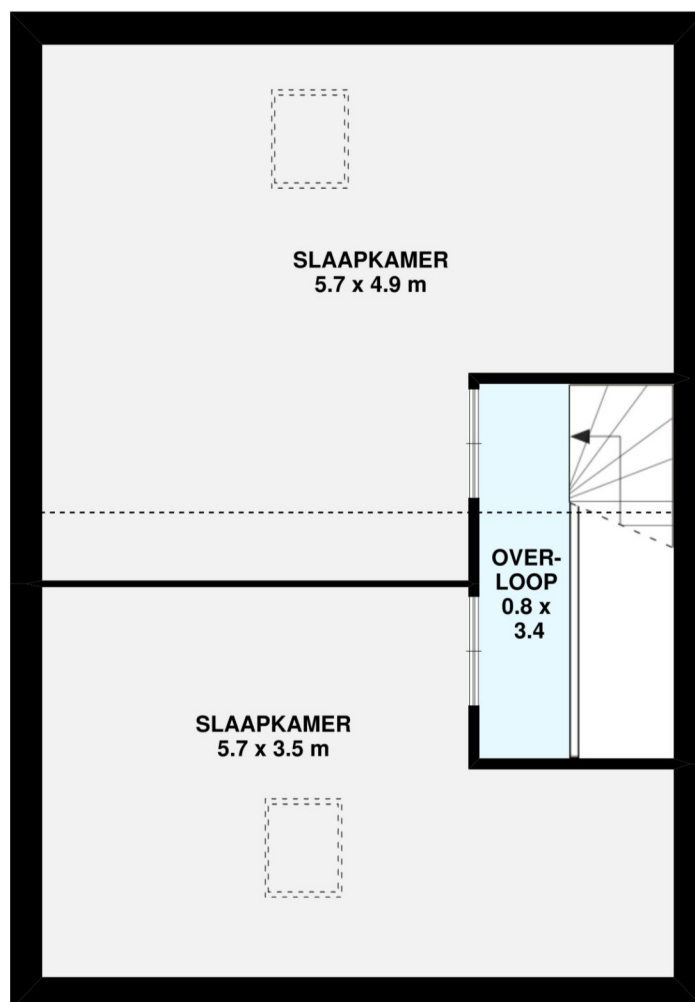 SLAAPKAMER
5.7 x 4.9 m
OVER-
LOOP
0.8 x
3.4
SLAAPKAMER
5.7 x 3.5 m